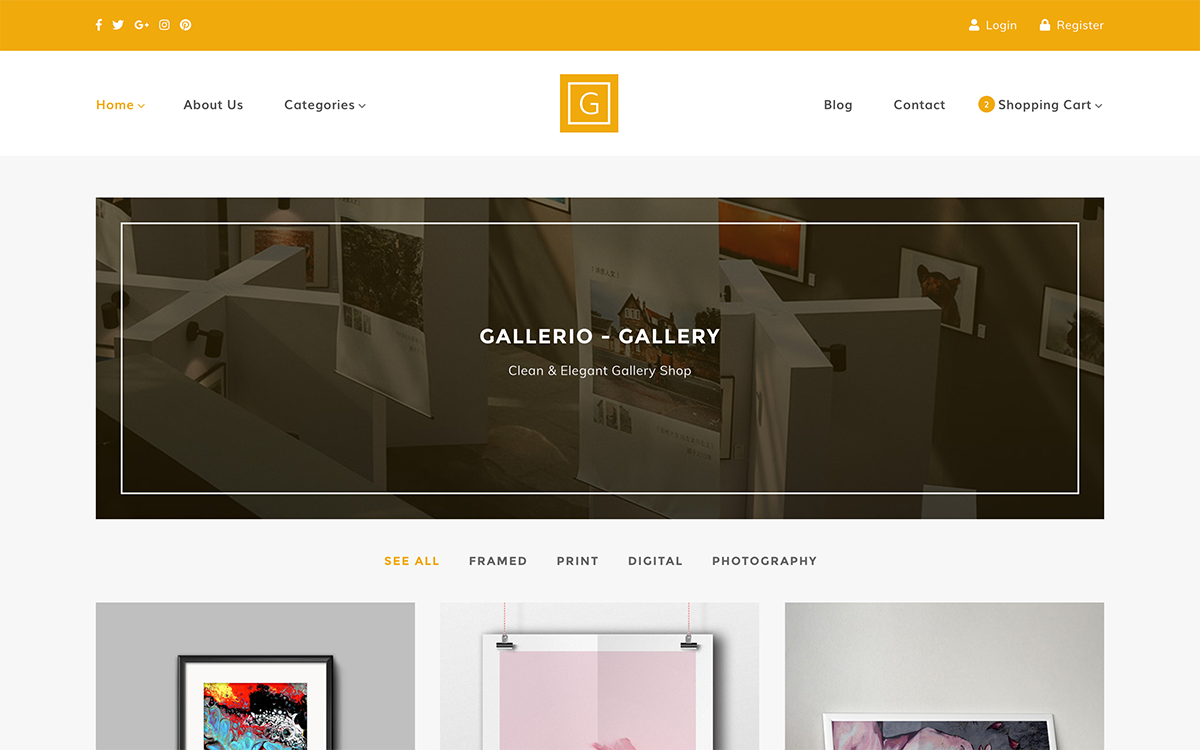 Login
Register
Home
About Us
Categories
G
Blog
Contact
2 Shopping Cart
GALLERIO - GALLERY
Clean & Elegant Gallery Shop
SEE ALL
FRAMED
PRINT
DIGITAL
PHOTOGRAPHY